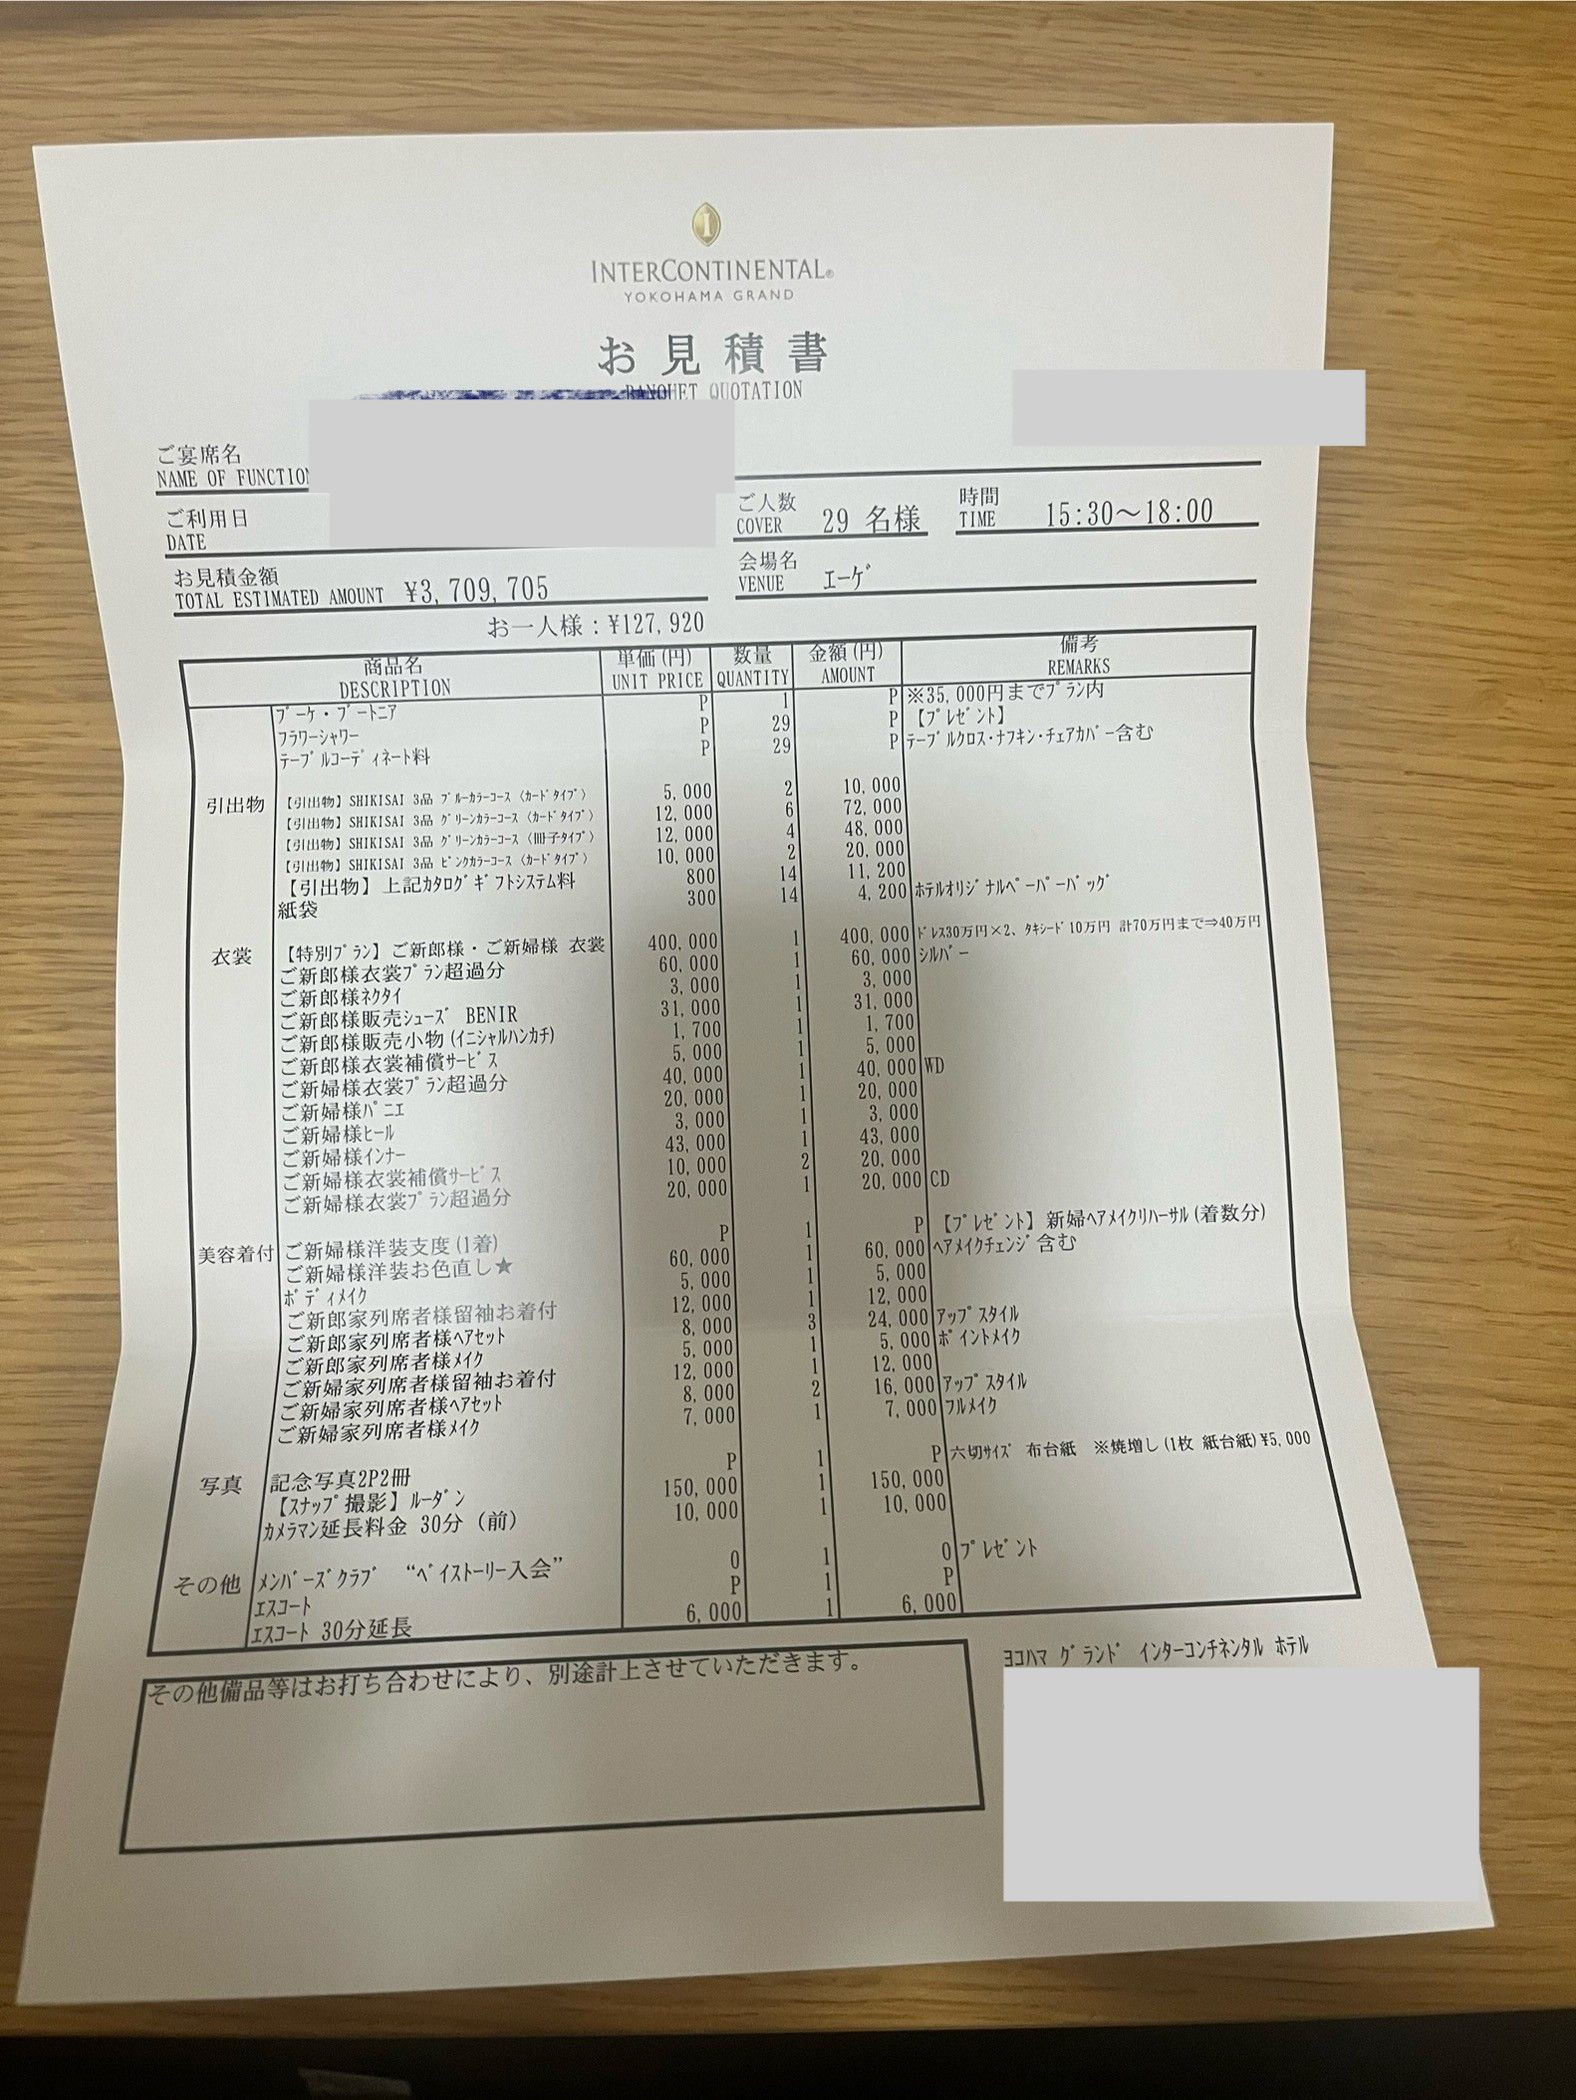 INTERCONTINENTAL®
YOKOHAMA GRAND
お見積書
BANQUET QUOTATION
ご宴席名
NAME OF FUNCTION
ご利用日
DATE
ご人数
COVER 29 名様
時間
TIME 15:30～18:00
お見積金額
TOTAL ESTIMATED AMOUNT ¥3,709,705
会場名
VENUE ｴｰｹﾞ
お一人様：¥127,920
商品名 単価(円) 数量 金額(円) 備考
DESCRIPTION UNIT PRICE QUANTITY AMOUNT REMARKS
ﾌﾞｰｹ・ﾌﾞｰﾄﾆｱ P 1 P ※35,000円までﾌﾟﾗﾝ内
ﾌﾗﾜｰｼｬﾜｰ P 29 P 【ﾌﾟﾚｾﾞﾝﾄ】
ﾃｰﾌﾞﾙｺｰﾃﾞｨﾈｰﾄ料 P 29 P ﾃｰﾌﾞﾙｸﾛｽ・ﾅﾌｷﾝ・ﾁｪｱｶﾊﾞｰ含む
引出物 【引出物】SHIKISAI 3品 ﾌﾞﾙｰｶﾗｰｺｰｽ〈ｶｰﾄﾞﾀｲﾌﾟ〉 5,000 2 10,000
【引出物】SHIKISAI 3品 ｸﾞﾘｰﾝｶﾗｰｺｰｽ〈ｶｰﾄﾞﾀｲﾌﾟ〉 12,000 6 72,000
【引出物】SHIKISAI 3品 ｸﾞﾘｰﾝｶﾗｰｺｰｽ〈冊子ﾀｲﾌﾟ〉 12,000 4 48,000
【引出物】SHIKISAI 3品 ﾋﾟﾝｸｶﾗｰｺｰｽ〈ｶｰﾄﾞﾀｲﾌﾟ〉 10,000 2 20,000
【引出物】上記ｶﾀﾛｸﾞｷﾞﾌﾄｼｽﾃﾑ料 800 14 11,200
紙袋 300 14 4,200 ﾎﾃﾙｵﾘｼﾞﾅﾙﾍﾟｰﾊﾟｰﾊﾞｯｸﾞ
衣裳 【特別ﾌﾟﾗﾝ】ご新郎様・ご新婦様 衣裳 400,000 1 400,000 ﾄﾞﾚｽ30万円×2、ﾀｷｼｰﾄﾞ10万円 計70万円まで⇒40万円
ご新郎様衣裳ﾌﾟﾗﾝ超過分 60,000 1 60,000 ｼﾙﾊﾞｰ
ご新郎様ﾈｸﾀｲ 3,000 1 3,000
ご新郎様販売ｼｭｰｽﾞ BENIR 31,000 1 31,000
ご新郎様販売小物(ｲﾆｼｬﾙﾊﾝｶﾁ) 1,700 1 1,700
ご新郎様衣裳補償ｻｰﾋﾞｽ 5,000 1 5,000
ご新婦様衣裳ﾌﾟﾗﾝ超過分 40,000 1 40,000 WD
ご新婦様ﾊﾟﾆｴ 20,000 1 20,000
ご新婦様ﾋｰﾙ 3,000 1 3,000
ご新婦様ｲﾝﾅｰ 43,000 1 43,000
ご新婦様衣裳補償ｻｰﾋﾞｽ 10,000 2 20,000
ご新婦様衣裳ﾌﾟﾗﾝ超過分 20,000 1 20,000 CD
美容着付 ご新婦様洋装支度(1着) P 1 P 【ﾌﾟﾚｾﾞﾝﾄ】新婦ﾍｱﾒｲｸﾘﾊｰｻﾙ(着数分)
ご新婦様洋装お色直し★ 60,000 1 60,000 ﾍｱﾒｲｸﾁｪﾝｼﾞ含む
ﾎﾞﾃﾞｨﾒｲｸ 5,000 1 5,000
ご新郎家列席者様留袖お着付 12,000 1 12,000
ご新郎家列席者様ﾍｱｾｯﾄ 8,000 3 24,000 ｱｯﾌﾟｽﾀｲﾙ
ご新郎家列席者様ﾒｲｸ 5,000 1 5,000 ﾎﾟｲﾝﾄﾒｲｸ
ご新婦家列席者様留袖お着付 12,000 1 12,000
ご新婦家列席者様ﾍｱｾｯﾄ 8,000 2 16,000 ｱｯﾌﾟｽﾀｲﾙ
ご新婦家列席者様ﾒｲｸ 7,000 1 7,000 ﾌﾙﾒｲｸ
写真 記念写真2P2冊 P 1 P 六切ｻｲｽﾞ 布台紙 ※焼増し(1枚 紙台紙)¥5,000
【ｽﾅｯﾌﾟ撮影】ﾙｰﾀﾞﾝ 150,000 1 150,000
ｶﾒﾗﾏﾝ延長料金 30分（前） 10,000 1 10,000
その他 ﾒﾝﾊﾞｰｽﾞｸﾗﾌﾞ “ﾍﾞｲｽﾄｰﾘｰ入会” 0 1 0 ﾌﾟﾚｾﾞﾝﾄ
ｴｽｺｰﾄ P 1 P
ｴｽｺｰﾄ 30分延長 6,000 1 6,000
その他備品等はお打ち合わせにより、別途計上させていただきます。
ﾖｺﾊﾏ ｸﾞﾗﾝﾄﾞ ｲﾝﾀｰｺﾝﾁﾈﾝﾀﾙ ﾎﾃﾙ